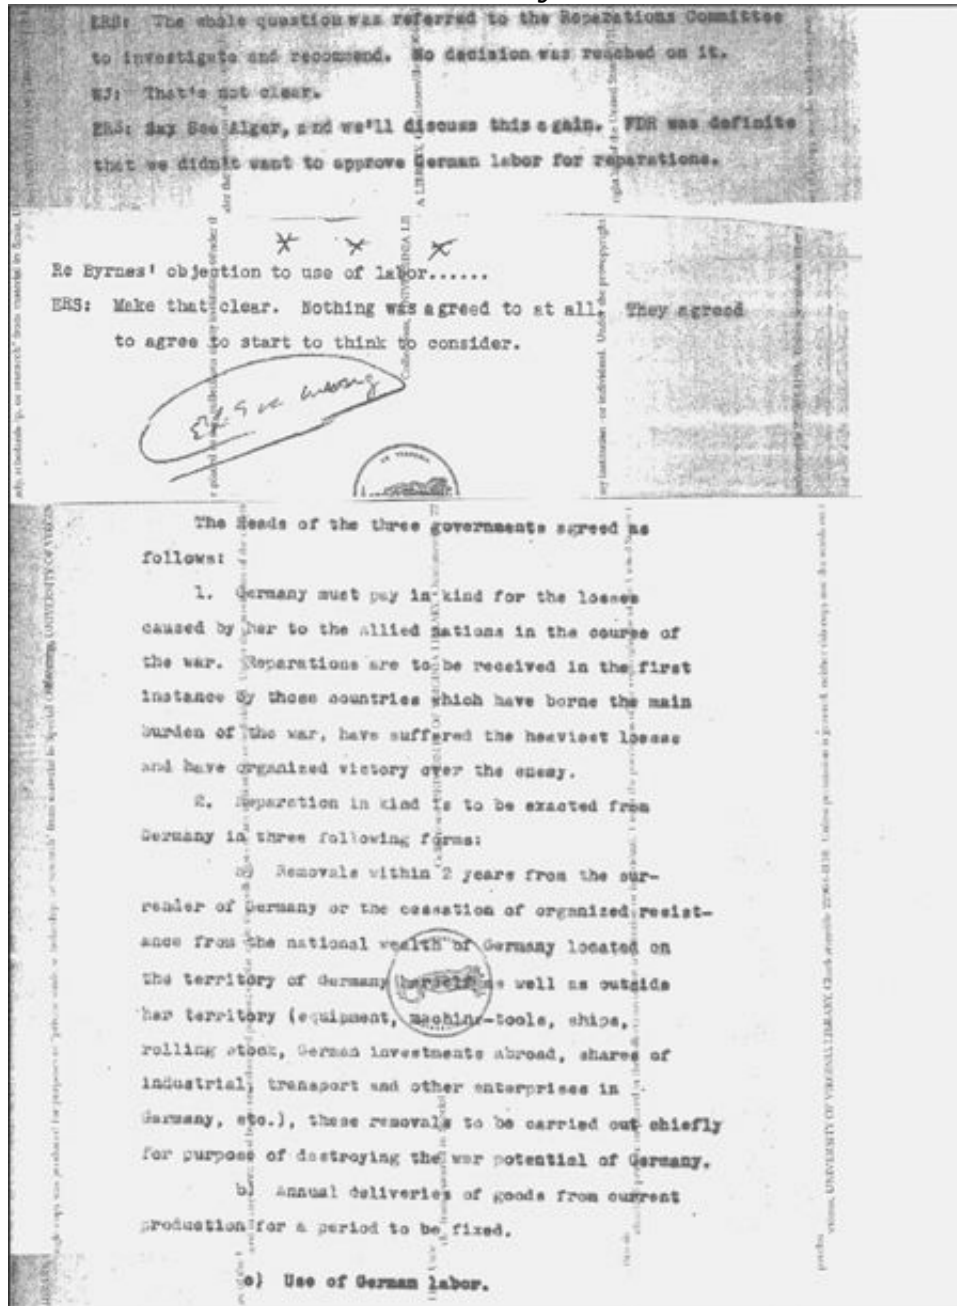 ERS: The whole question was referred to the Reparations Committee
to investigate and recommend. No decision was reached on it.
WJ: That's not clear.
ERS: Say See Alger, and we'll discuss this again. FDR was definite
that we didn't want to approve German labor for reparations.
Re Byrnes' objection to use of labor......
ERS: Make that clear. Nothing was agreed to at all. They agreed
to agree to start to think to consider.
The Heads of the three governments agreed as
follows:
1. Germany must pay in kind for the losses
caused by her to the Allied nations in the course of
the war. Reparations are to be received in the first
instance by those countries which have borne the main
burden of the war, have suffered the heaviest losses
and have organized victory over the enemy.
2. Reparation in kind is to be exacted from
Germany in three following forms:
a) Removals within 2 years from the sur-
render of Germany or the cessation of organized resist-
ance from the national wealth of Germany located on
the territory of Germany herself as well as outside
her territory (equipment, machine-tools, ships,
rolling stock, German investments abroad, shares of
industrial, transport and other enterprises in
Germany, etc.), these removals to be carried out chiefly
for purpose of destroying the war potential of Germany.
b) Annual deliveries of goods from current
production for a period to be fixed.
c) Use of German labor.